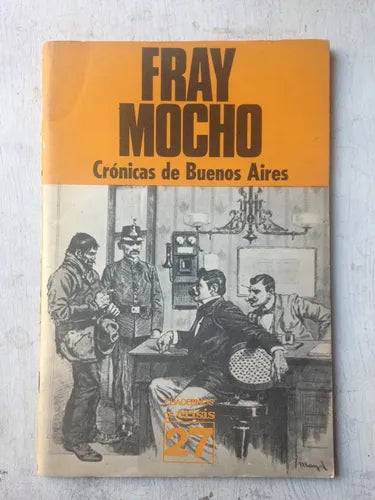 FRAY
MOCHO
Crónicas de Buenos Aires
CUADERNOS
de crisis
27